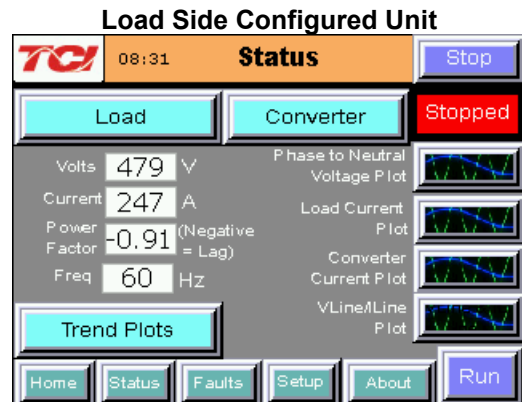 Load Side Configured Unit
TCI 08:31 Status Stop
Load Converter Stopped
Volts 479 V
Current 247 A
Power Factor -0.91 (Negative = Lag)
Freq 60 Hz
Phase to Neutral
Voltage Plot
Load Current
Plot
Converter
Current Plot
VLine/ILine
Plot
Trend Plots
Home Status Faults Setup About Run